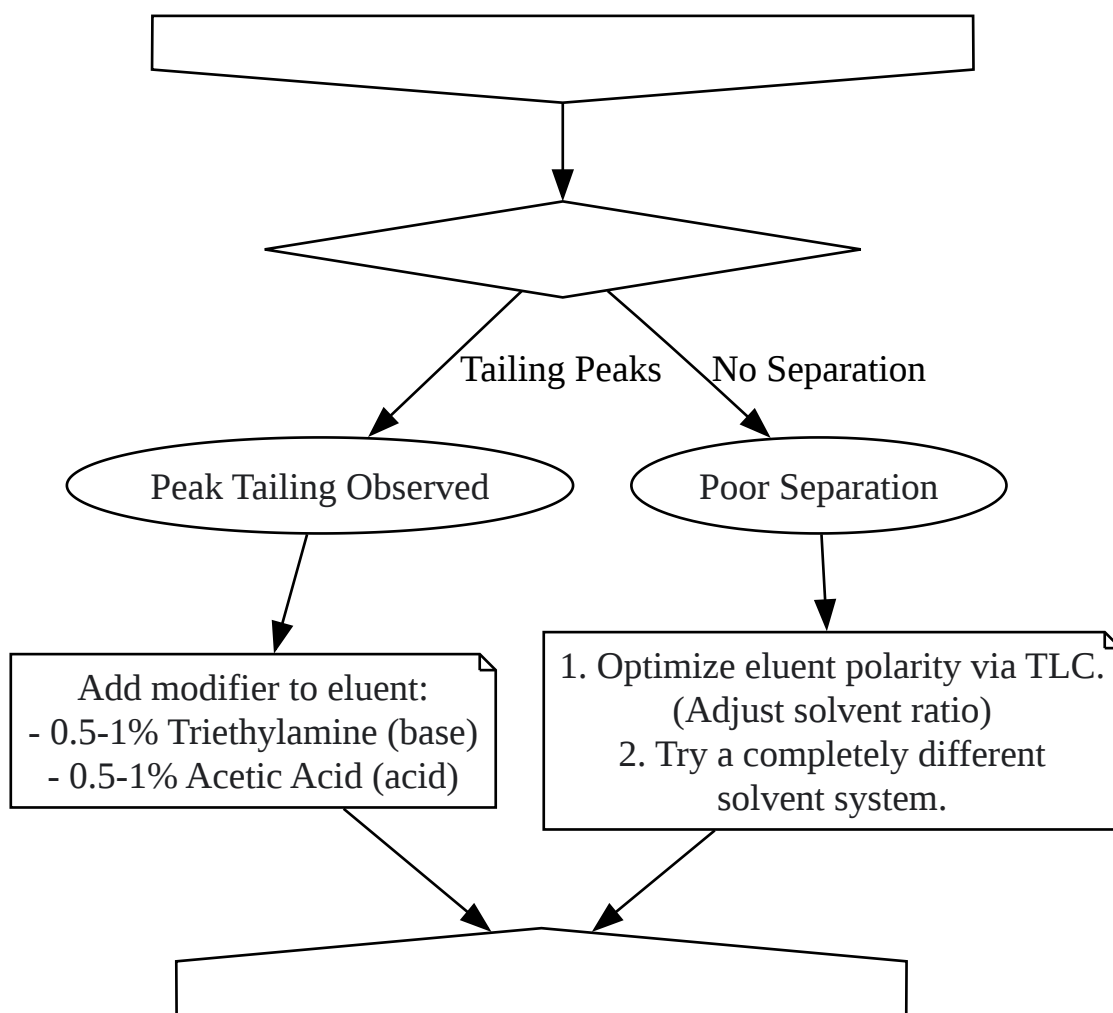 Tailing Peaks
No Separation
Peak Tailing Observed
Poor Separation
Add modifier to eluent:
- 0.5-1% Triethylamine (base)
- 0.5-1% Acetic Acid (acid)
1. Optimize eluent polarity via TLC.
(Adjust solvent ratio)
2. Try a completely different
solvent system.